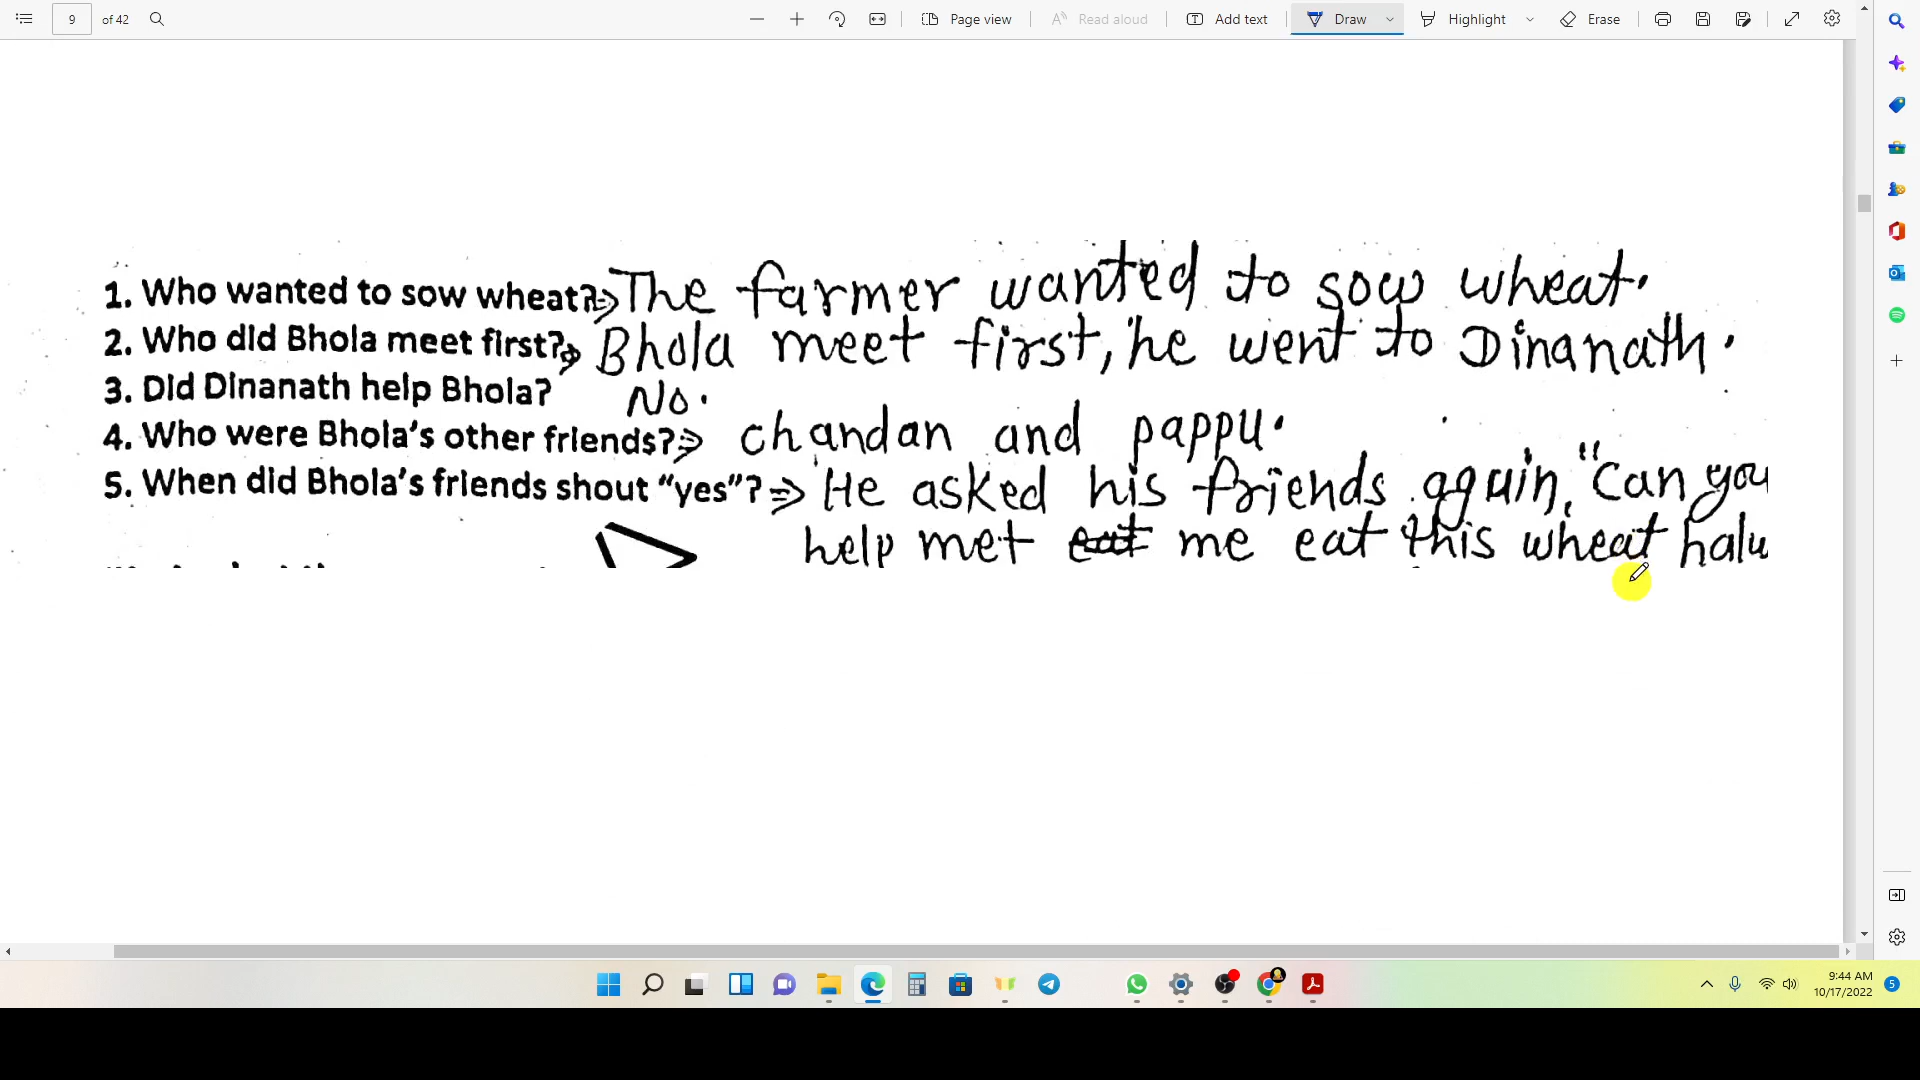 9 of 42 Page view Read aloud Add text Draw Highlight Erase
1. Who wanted to sow wheat?⇒ The farmer wanted to sow wheat.
2. Who did Bhola meet first?⇒ Bhola meet first, he went to Dinanath.
3. Did Dinanath help Bhola? No.
4. Who were Bhola's other friends?⇒ chandan and pappu.
5. When did Bhola's friends shout "yes"?⇒ He asked his friends again, "Can you
help met eat me eat this wheat halu
9:44 AM
10/17/2022 5